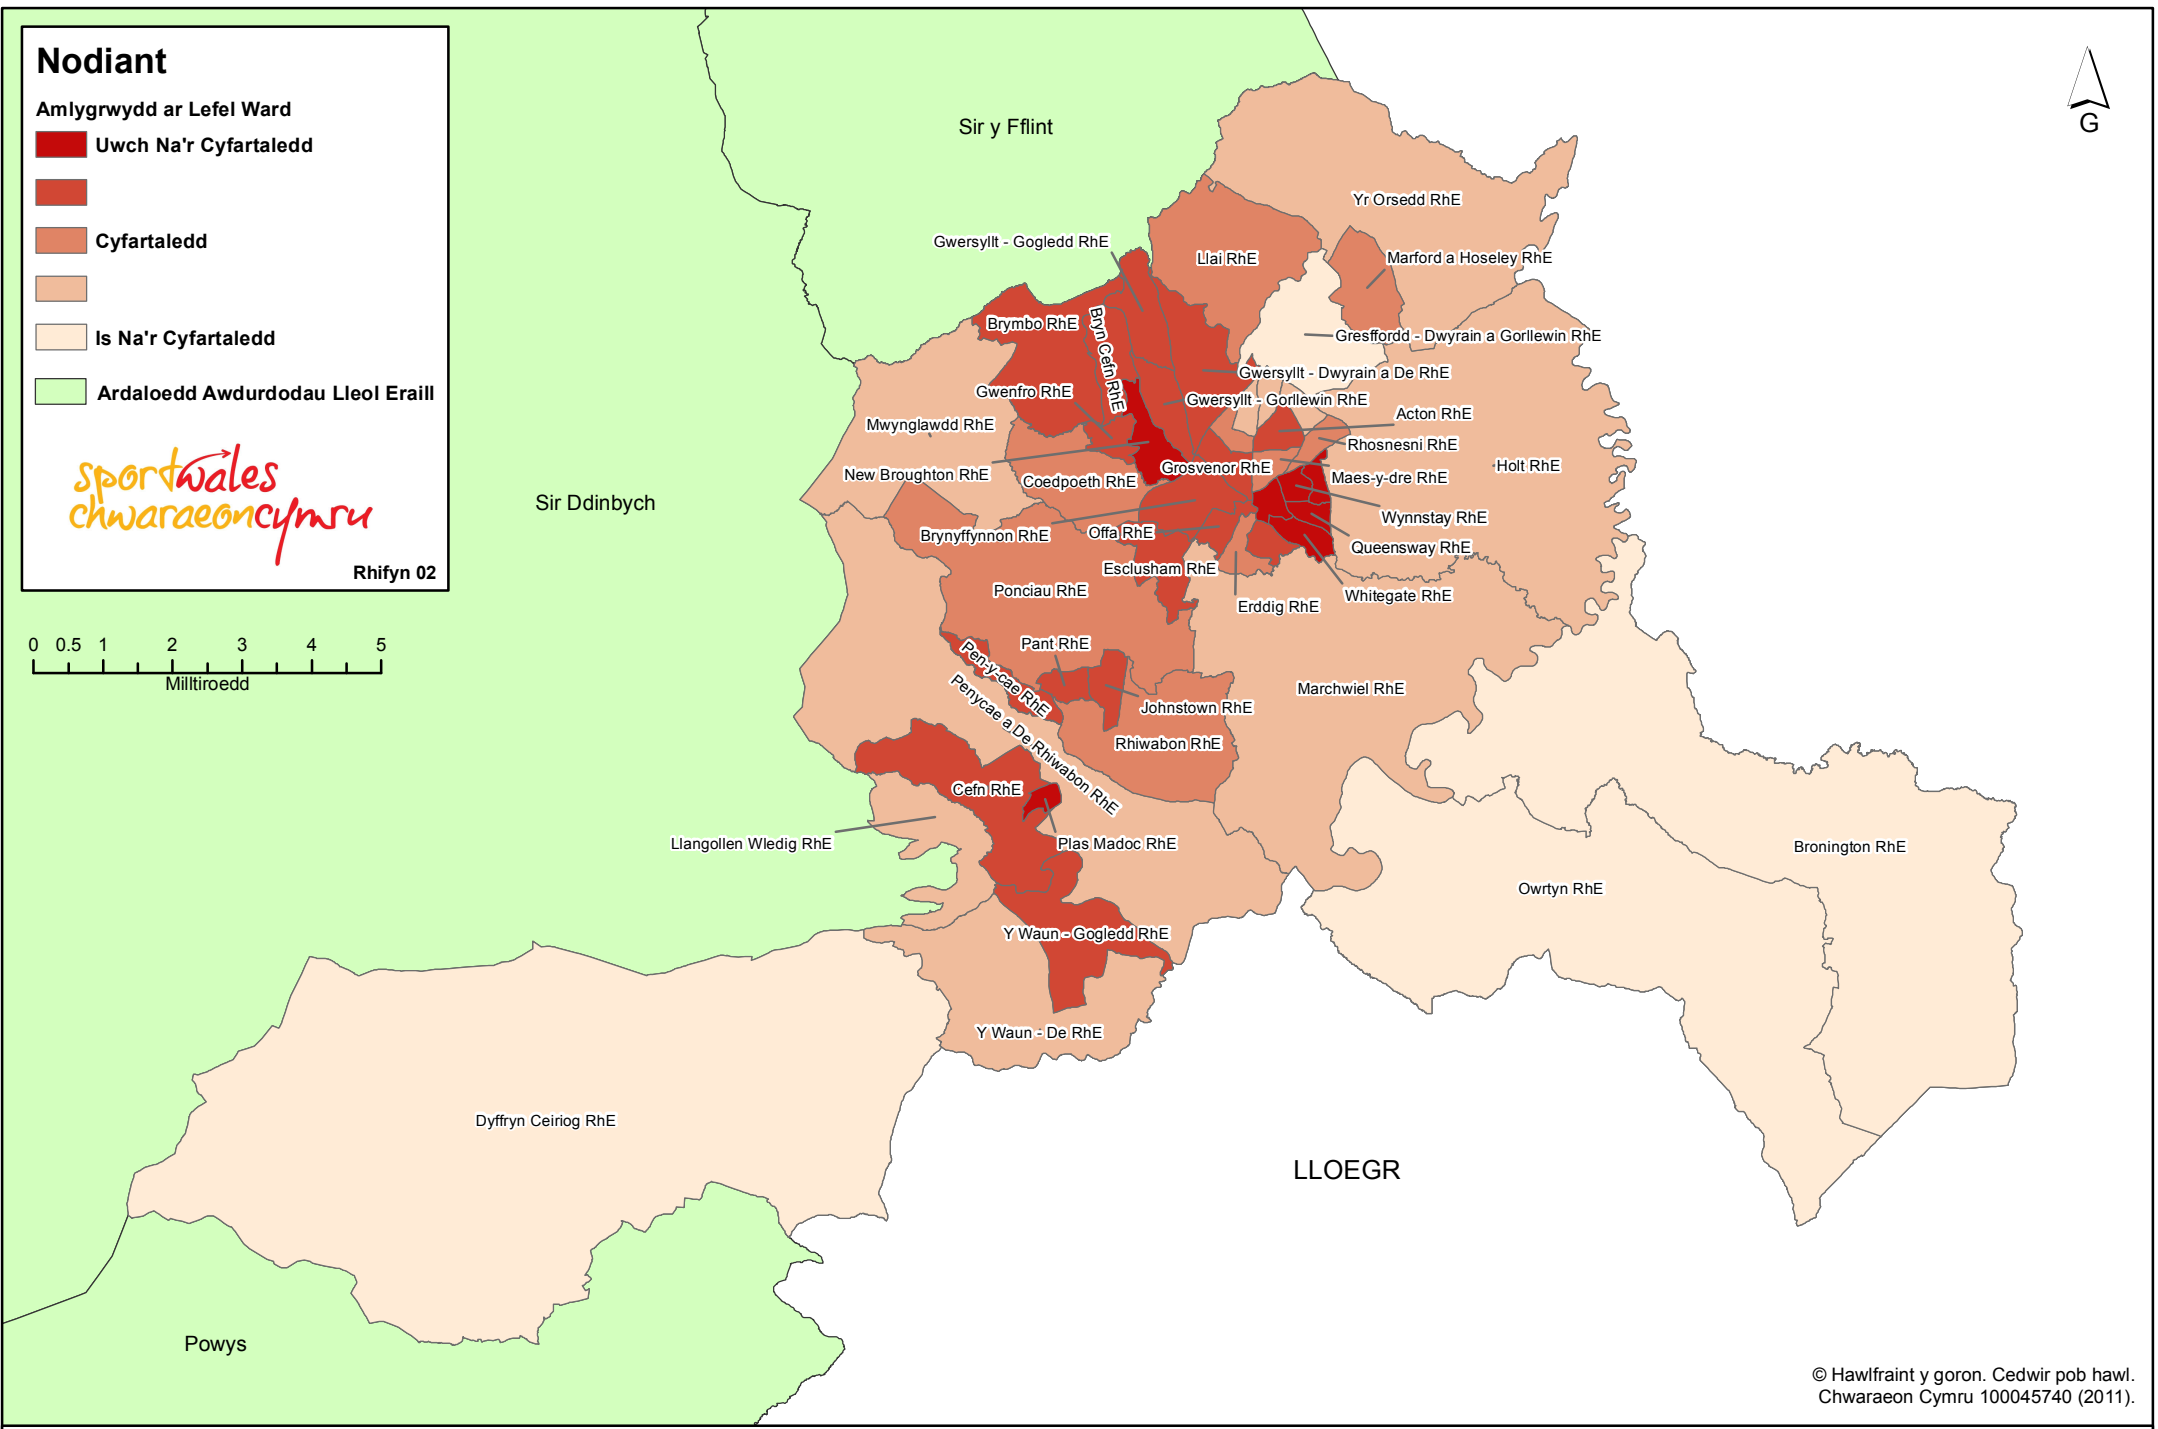 Nodiant
Amlygrwydd ar Lefel Ward
Uwch Na'r Cyfartaledd
Cyfartaledd
Is Na'r Cyfartaledd
Ardaloedd Awdurdodau Lleol Eraill
sportwales
chwaraeoncymru
Rhifyn 02
0 0.5 1 2 3 4 5
Milltiroedd
G
Sir y Fflint
Sir Ddinbych
Powys
LLOEGR
Yr Orsedd RhE
Gwersyllt - Gogledd RhE
Llai RhE
Marford a Hoseley RhE
Brymbo RhE
Bryn Cefn RhE
Gresffordd - Dwyrain a Gorllewin RhE
Gwersyllt - Dwyrain a De RhE
Gwenfro RhE
Gwersyllt - Gorllewin RhE
Acton RhE
Mwynglawdd RhE
Rhosnesni RhE
Holt RhE
New Broughton RhE
Grosvenor RhE
Coedpoeth RhE
Maes-y-dre RhE
Wynnstay RhE
Brynyffynnon RhE
Offa RhE
Queensway RhE
Esclusham RhE
Ponciau RhE
Erddig RhE
Whitegate RhE
Pant RhE
Pen-y-cae RhE
Penycae a De Rhiwabon RhE
Marchwiel RhE
Johnstown RhE
Rhiwabon RhE
Cefn RhE
Llangollen Wledig RhE
Plas Madoc RhE
Bronington RhE
Owrtyn RhE
Y Waun - Gogledd RhE
Y Waun - De RhE
Dyffryn Ceiriog RhE
© Hawlfraint y goron. Cedwir pob hawl.
Chwaraeon Cymru 100045740 (2011).